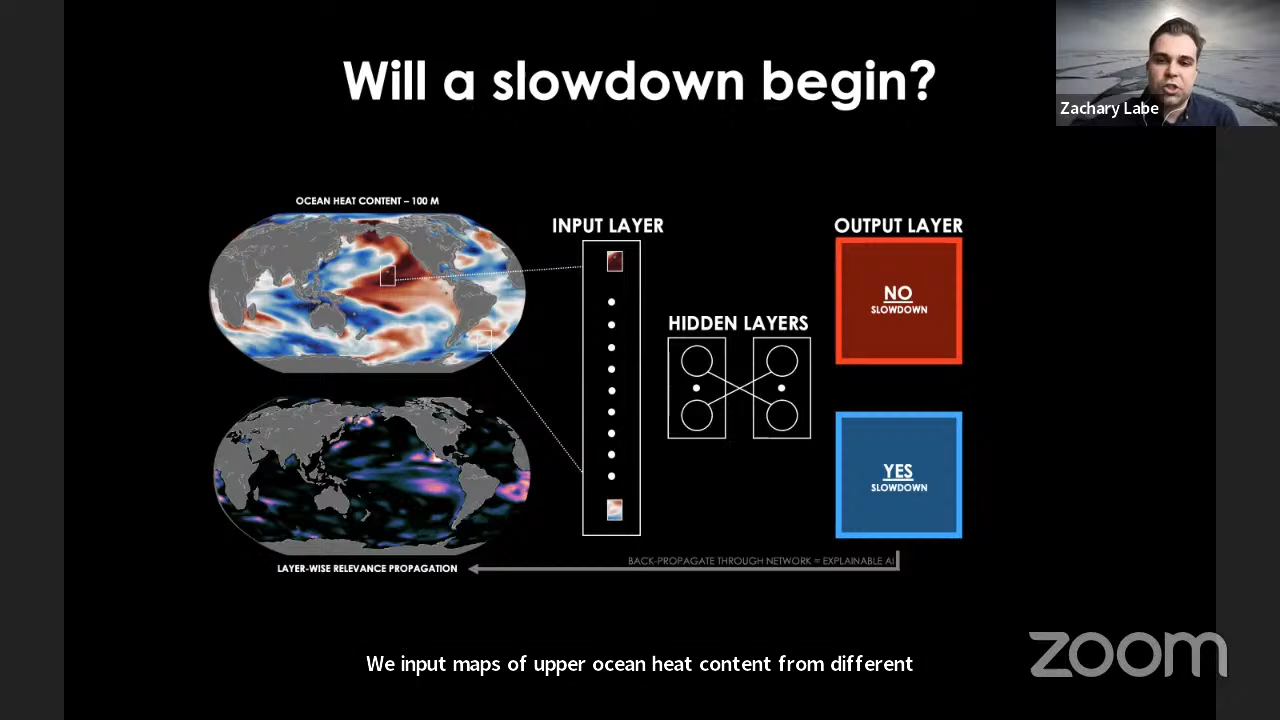 Will a slowdown begin?
Zachary Labe
OCEAN HEAT CONTENT – 100 M
INPUT LAYER
OUTPUT LAYER
NO
SLOWDOWN
HIDDEN LAYERS
YES
SLOWDOWN
BACK-PROPAGATE THROUGH NETWORK = EXPLAINABLE AI
LAYER-WISE RELEVANCE PROPAGATION
We input maps of upper ocean heat content from different
zoom